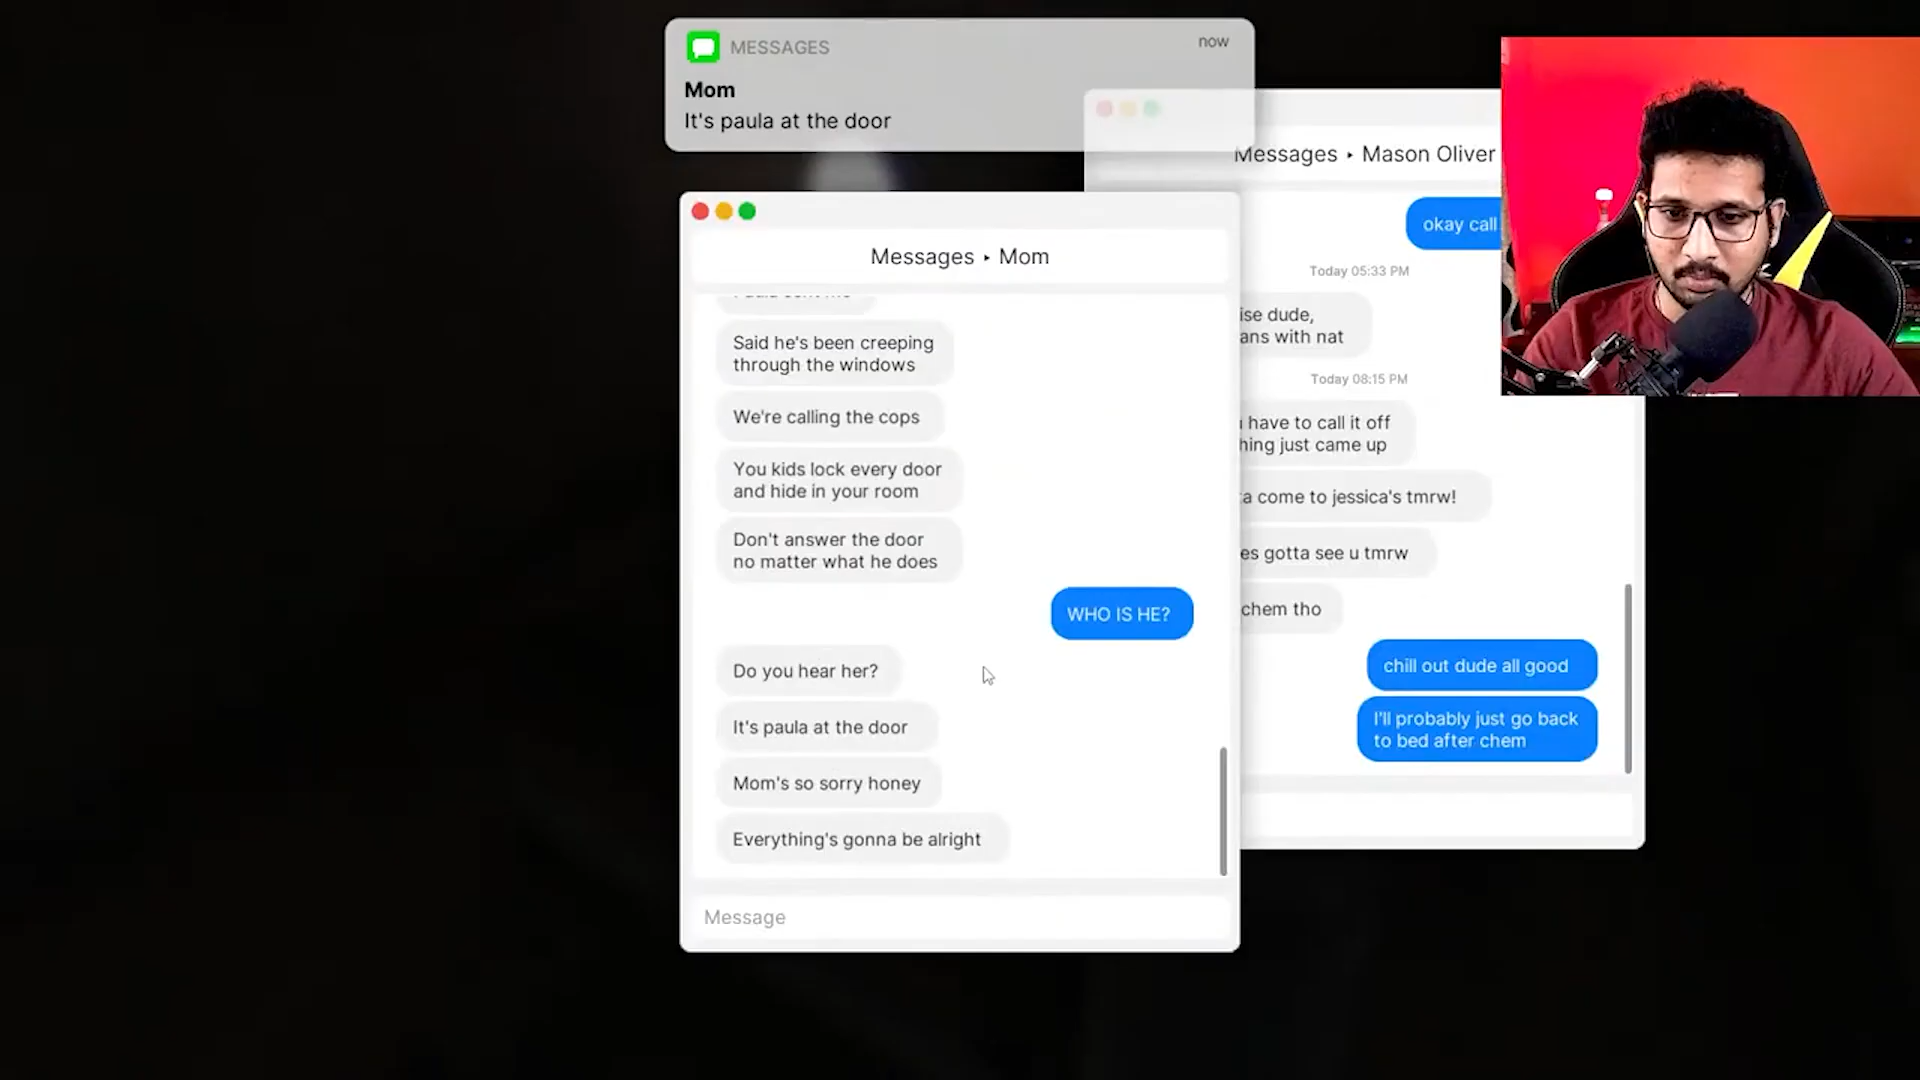 MESSAGES
now
Mom
It's paula at the door
Messages ‣ Mom
Said he's been creeping
through the windows
We're calling the cops
You kids lock every door
and hide in your room
Don't answer the door
no matter what he does
WHO IS HE?
Do you hear her?
It's paula at the door
Mom's so sorry honey
Everything's gonna be alright
Message
Messages ‣ Mason Oliver
okay call
Today 05:33 PM
ise dude,
ans with nat
Today 08:15 PM
have to call it off
hing just came up
a come to jessica's tmrw!
es gotta see u tmrw
chem tho
chill out dude all good
I'll probably just go back
to bed after chem